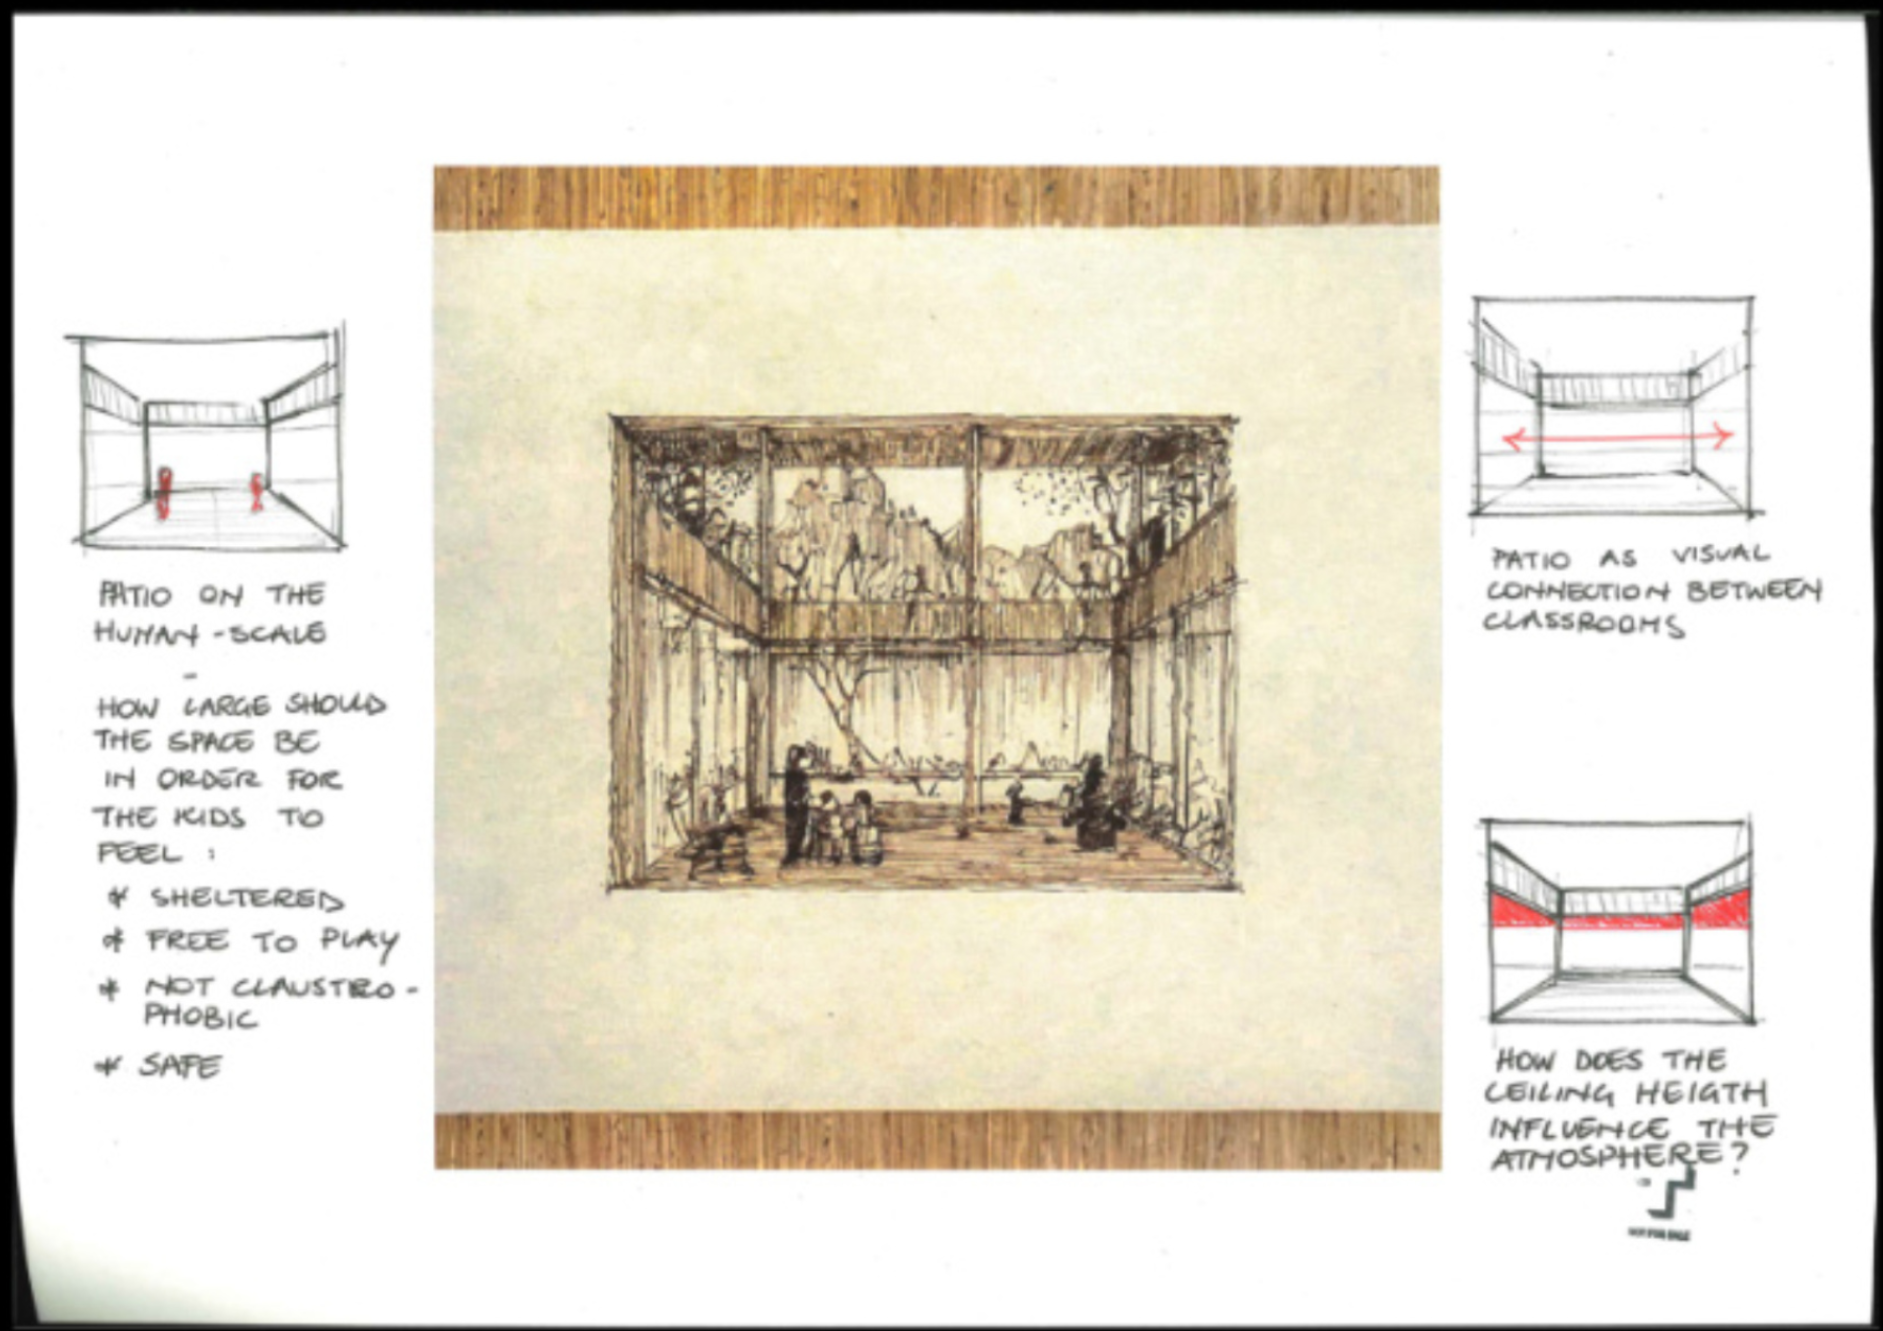 PATIO ON THE
HUMAN-SCALE
-
HOW LARGE SHOULD
THE SPACE BE
IN ORDER FOR
THE KIDS TO
FEEL :
* SHELTERED
* FREE TO PLAY
* NOT CLAUSTRO-
PHOBIC
* SAFE
PATIO AS VISUAL
CONNECTION BETWEEN
CLASSROOMS
HOW DOES THE
CEILING HEIGTH
INFLUENCE THE
ATMOSPHERE?